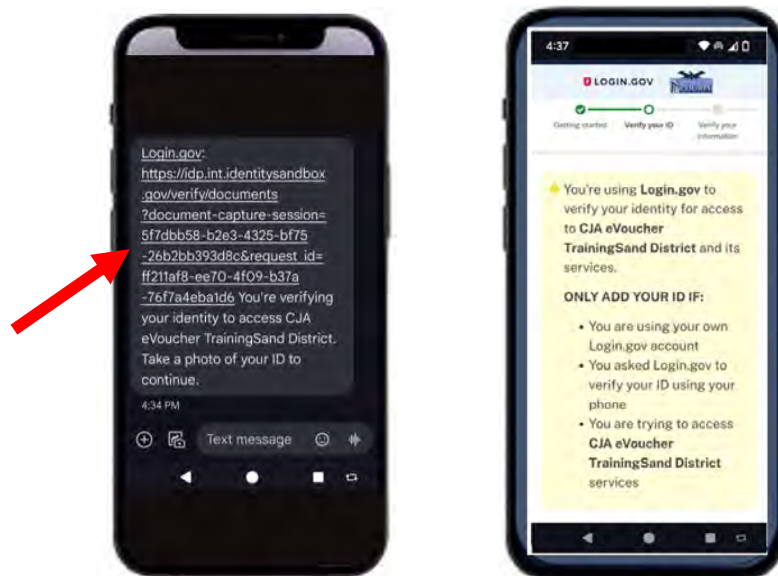 Login.gov:
https://idp.int.identitysandbox
.gov/verify/documents
?document-capture-session=
5f7dbb58-b2e3-4325-bf75
-26b2bb393d8c&request_id=
ff211af8-ee70-4f09-b37a
-76f7a4eba1d6 You're verifying
your identity to access CJA
eVoucher TrainingSand District.
Take a photo of your ID to
continue.
4:34 PM
Text message
4:37
LOGIN.GOV
Getting started Verify your ID Verify your
information
You're using Login.gov to
verify your identity for access
to CJA eVoucher
TrainingSand District and its
services.
ONLY ADD YOUR ID IF:
• You are using your own
Login.gov account
• You asked Login.gov to
verify your ID using your
phone
• You are trying to access
CJA eVoucher
TrainingSand District
services